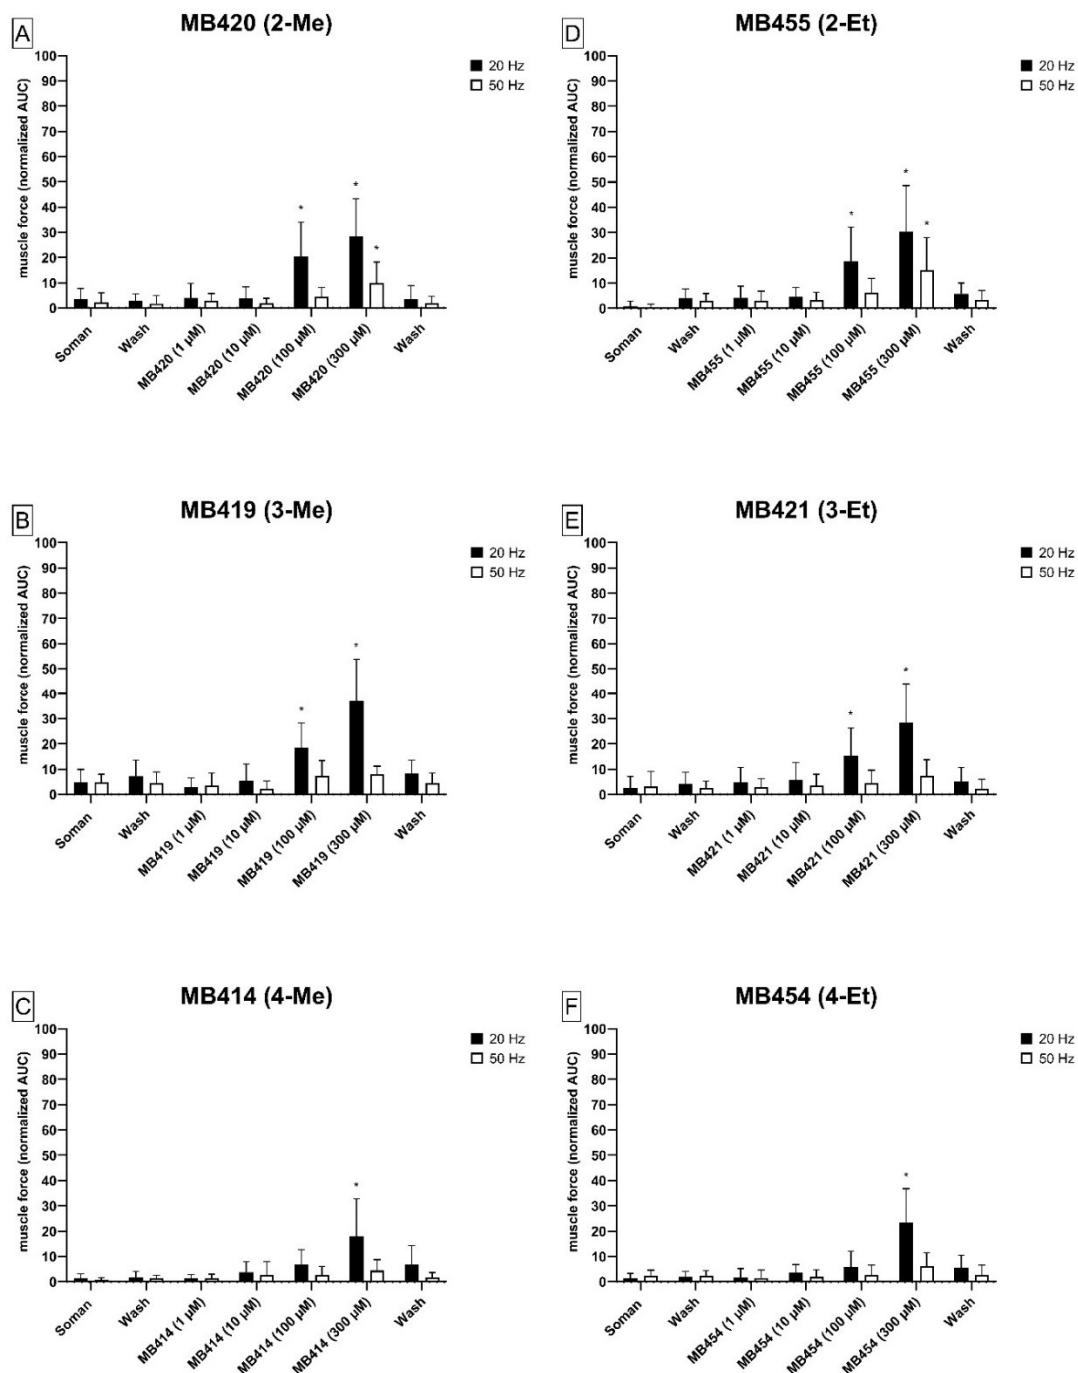 A
MB420 (2-Me)
20 Hz
50 Hz
muscle force (normalized AUC)
100
90
80
70
60
50
40
30
20
10
0
*
*
*
Soman
Wash
MB420 (1 µM)
MB420 (10 µM)
MB420 (100 µM)
MB420 (300 µM)
Wash
D
MB455 (2-Et)
20 Hz
50 Hz
muscle force (normalized AUC)
100
90
80
70
60
50
40
30
20
10
0
*
*
*
Soman
Wash
MB455 (1 µM)
MB455 (10 µM)
MB455 (100 µM)
MB455 (300 µM)
Wash
B
MB419 (3-Me)
20 Hz
50 Hz
muscle force (normalized AUC)
100
90
80
70
60
50
40
30
20
10
0
*
*
Soman
Wash
MB419 (1 µM)
MB419 (10 µM)
MB419 (100 µM)
MB419 (300 µM)
Wash
E
MB421 (3-Et)
20 Hz
50 Hz
muscle force (normalized AUC)
100
90
80
70
60
50
40
30
20
10
0
*
*
Soman
Wash
MB421 (1 µM)
MB421 (10 µM)
MB421 (100 µM)
MB421 (300 µM)
Wash
C
MB414 (4-Me)
20 Hz
50 Hz
muscle force (normalized AUC)
100
90
80
70
60
50
40
30
20
10
0
*
Soman
Wash
MB414 (1 µM)
MB414 (10 µM)
MB414 (100 µM)
MB414 (300 µM)
Wash
F
MB454 (4-Et)
20 Hz
50 Hz
muscle force (normalized AUC)
100
90
80
70
60
50
40
30
20
10
0
*
Soman
Wash
MB454 (1 µM)
MB454 (10 µM)
MB454 (100 µM)
MB454 (300 µM)
Wash